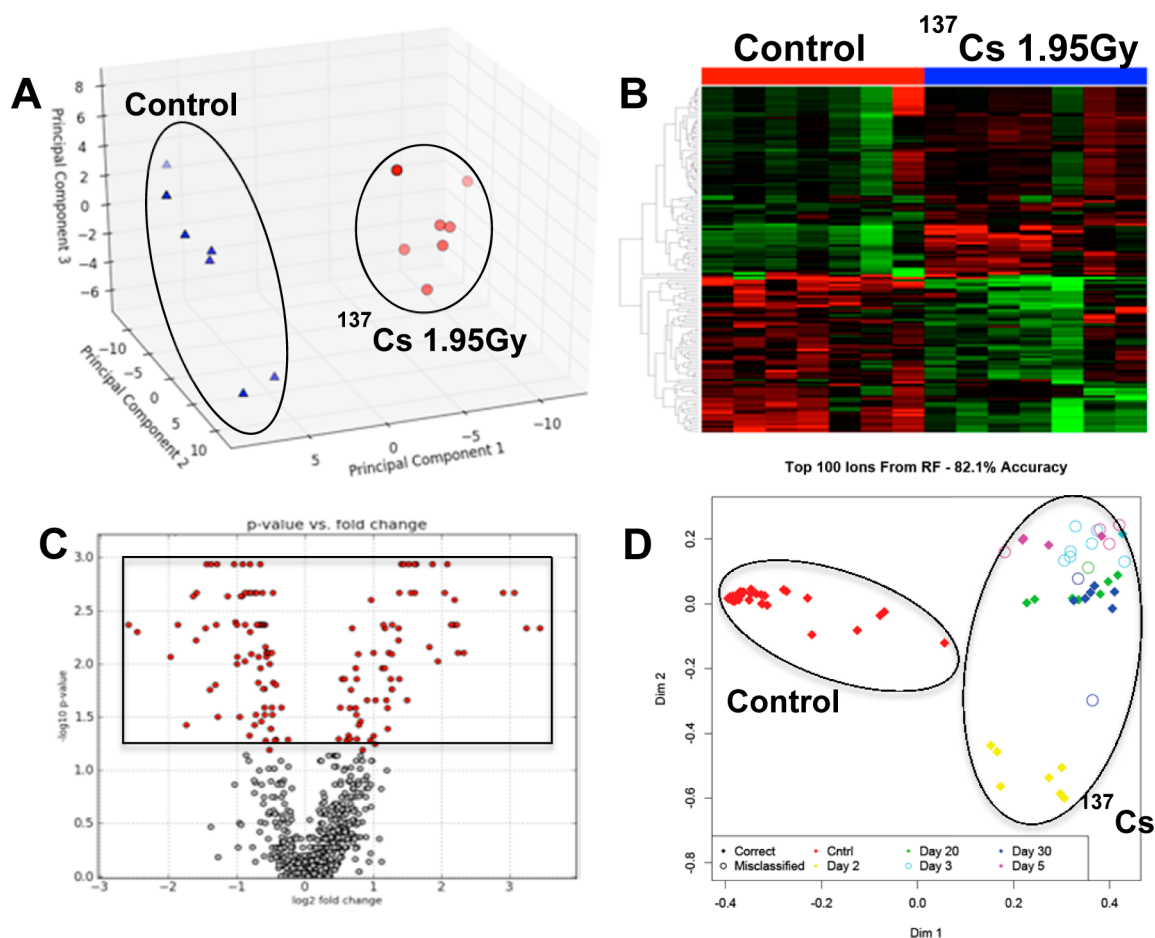 A
Control
137Cs 1.95Gy
Principal Component 3
8
6
4
2
0
−2
−4
−6
Principal Component 2
−10
−5
0
5
10
Principal Component 1
5
0
−5
−10
B
Control
137Cs 1.95Gy
C
p-value vs. fold change
-log10 p-value
3.0
2.5
2.0
1.5
1.0
0.5
0.0
−3 −2 −1 0 1 2 3
log2 fold change
Top 100 Ions From RF - 82.1% Accuracy
D
Control
137Cs
Dim 2
0.2
0.0
-0.2
-0.4
-0.6
-0.8
Correct Cntrl Day 20 Day 30
Misclassified Day 2 Day 3 Day 5
-0.4 -0.2 0.0 0.2 0.4
Dim 1